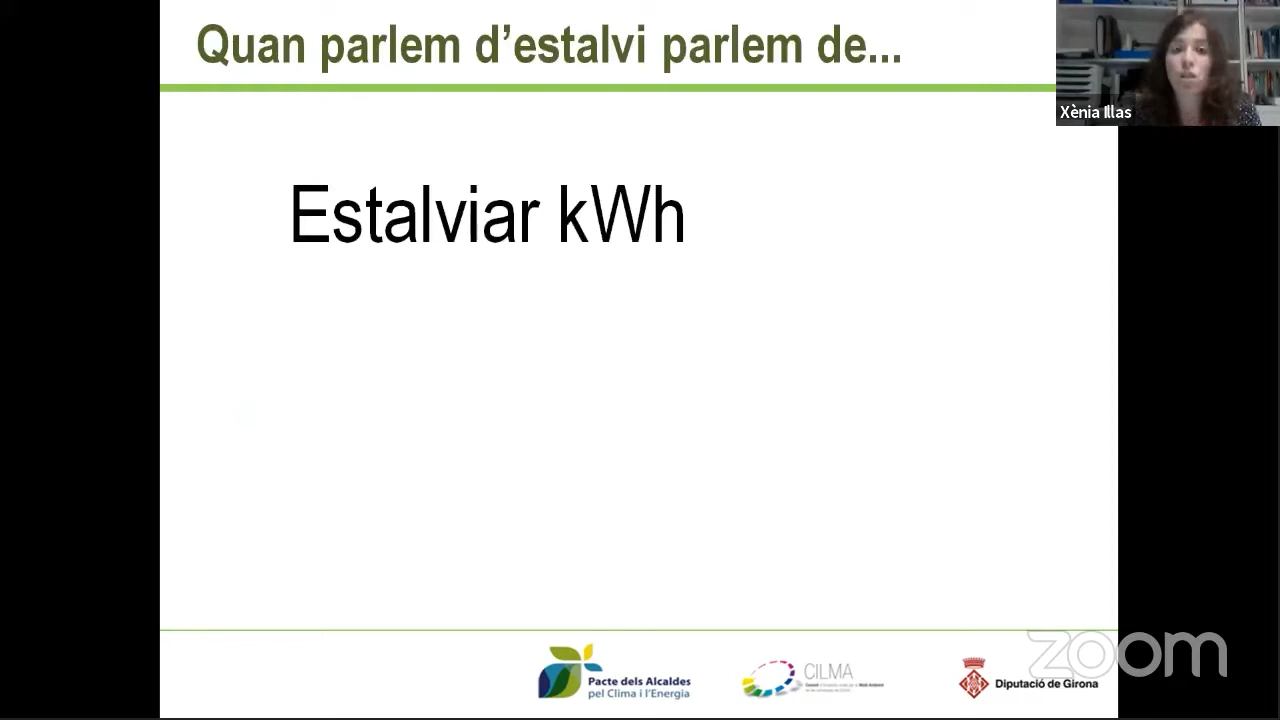 Quan parlem d’estalvi parlem de...
Xènia Illas
Estalviar kWh
Pacte dels Alcaldes
pel Clima i l’Energia
CILMA
Diputació de Girona
zoom